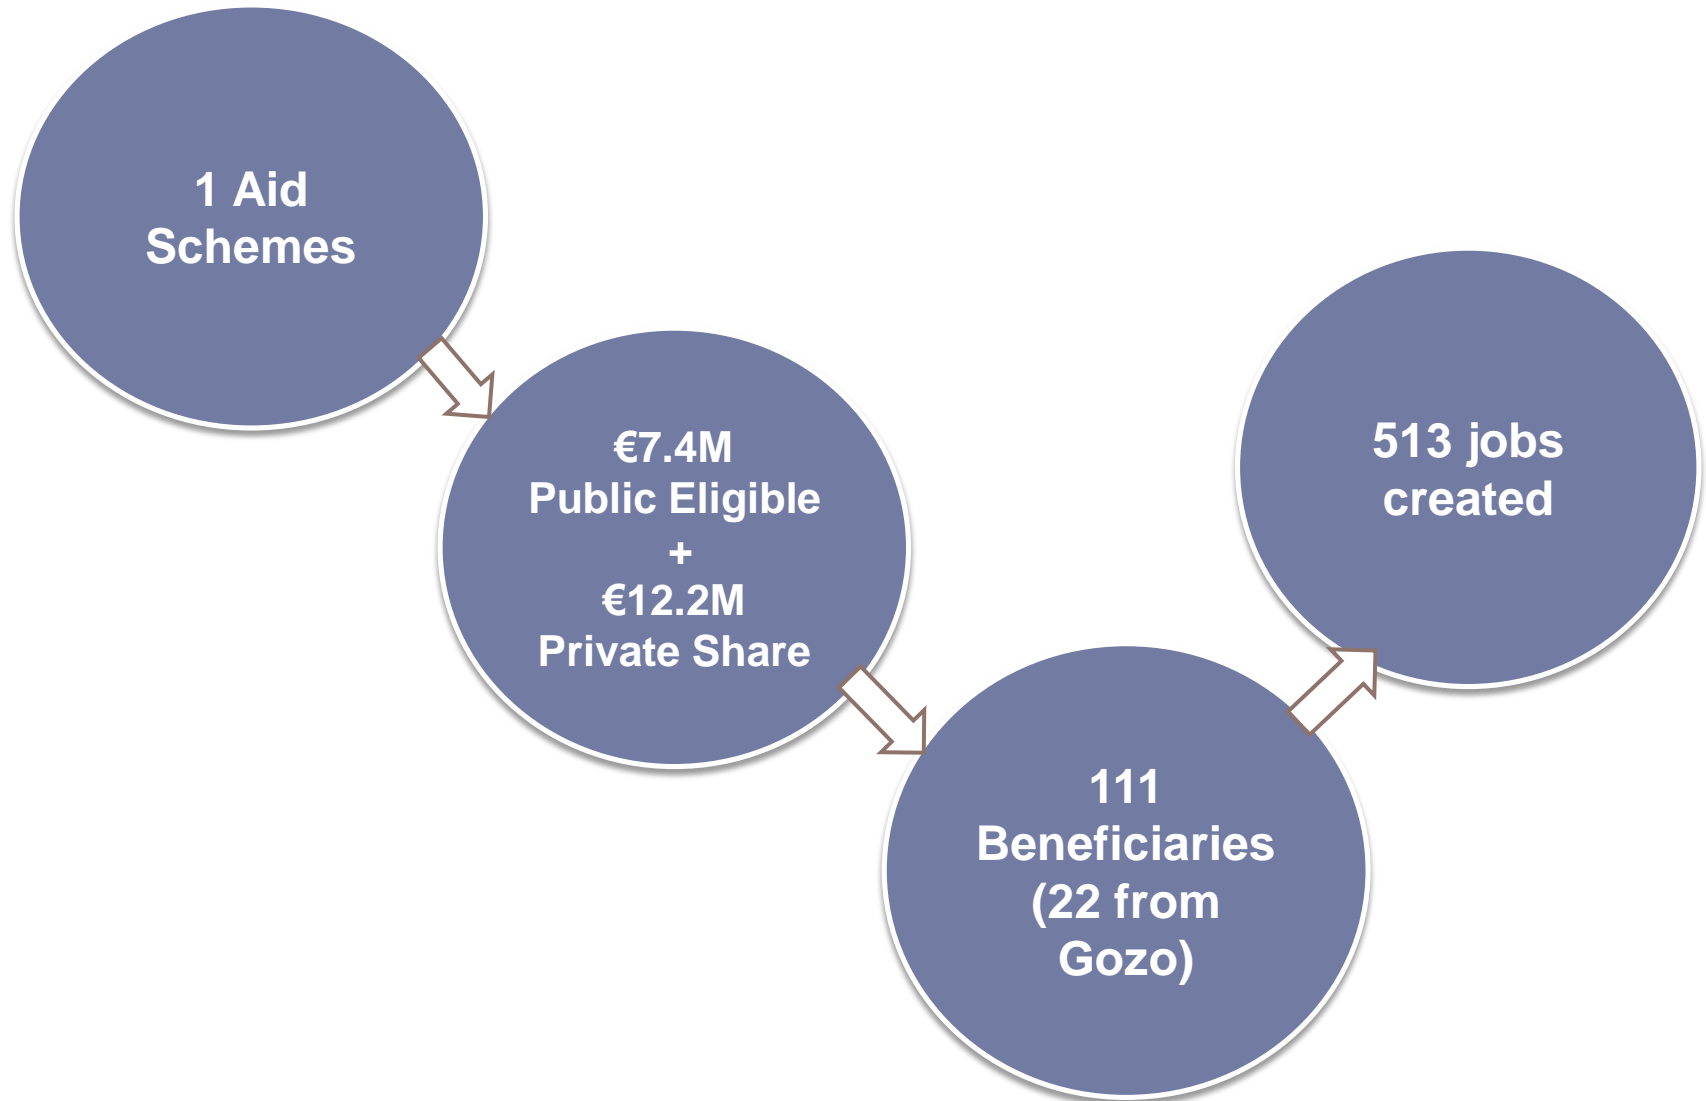 1 Aid
Schemes
€7.4M
Public Eligible
+
€12.2M
Private Share
111
Beneficiaries
(22 from
Gozo)
513 jobs
created